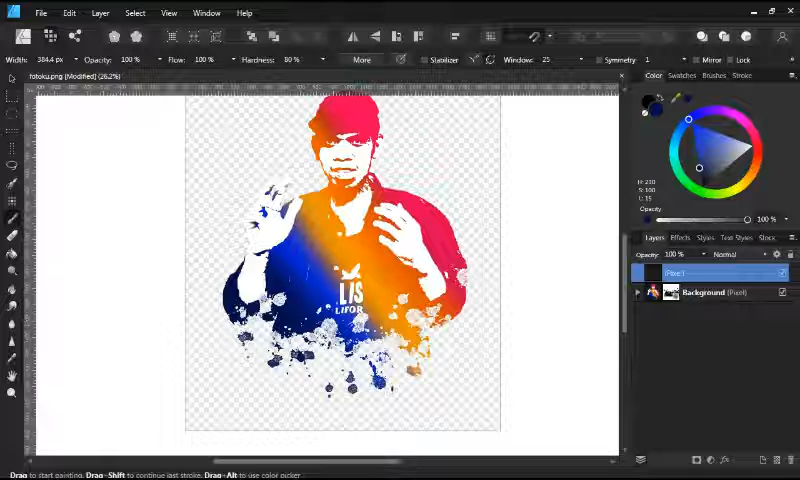 File Edit Layer Select View Window Help
Width: 384.4 px Opacity: 100 % Flow: 100 % Hardness: 80 % More Stabilizer Window: 25 Symmetry 1 Mirror Lock
fotoku.png [Modified] (26.2%)
Color Swatches Brushes Stroke
H: 230
S: 100
L: 15
Opacity
100 %
Layers Effects Styles Text Styles Stock
Opacity: 100 % Normal
(Pixel)
Background (Pixel)
LIFOR
Drag to start painting. Drag+Shift to continue last stroke. Drag+Alt to use color picker